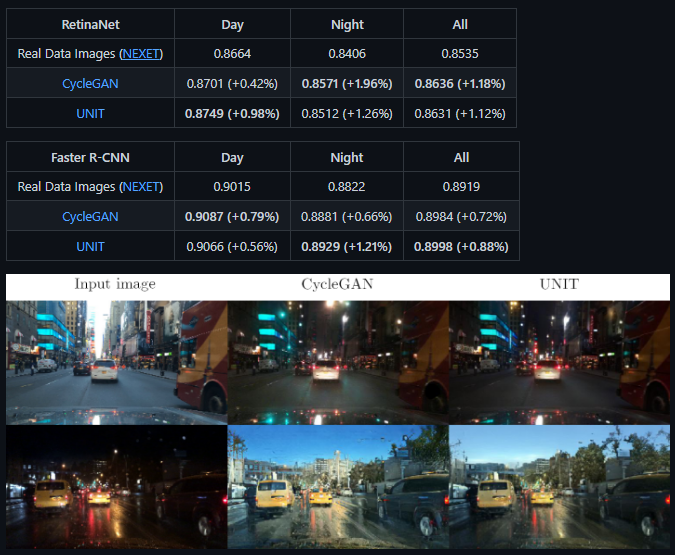 RetinaNet Day Night All
Real Data Images (NEXET) 0.8664 0.8406 0.8535
CycleGAN 0.8701 (+0.42%) 0.8571 (+1.96%) 0.8636 (+1.18%)
UNIT 0.8749 (+0.98%) 0.8512 (+1.26%) 0.8631 (+1.12%)
Faster R-CNN Day Night All
Real Data Images (NEXET) 0.9015 0.8822 0.8919
CycleGAN 0.9087 (+0.79%) 0.8881 (+0.66%) 0.8984 (+0.72%)
UNIT 0.9066 (+0.56%) 0.8929 (+1.21%) 0.8998 (+0.88%)
Input image CycleGAN UNIT